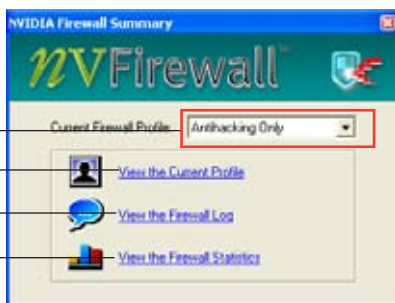 NVIDIA Firewall Summary
NVFirewall™
Current Firewall Profile: Antihacking Only
View the Current Profile
View the Firewall Log
View the Firewall Statistics